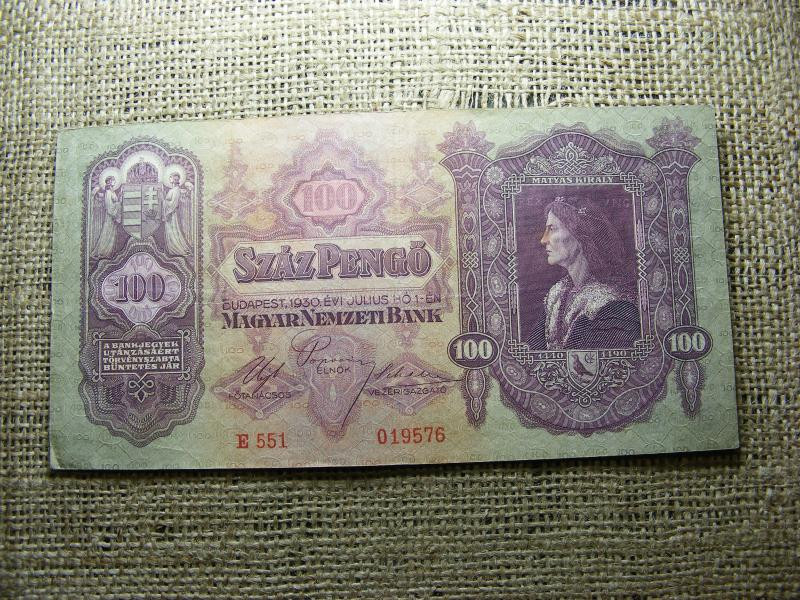 100
A BANKJEGYEK
UTÁNZÁSÁÉRT
TÖRVÉNYSZABTA
BÜNTETÉS JÁR
100
SZÁZ PENGŐ
BUDAPEST, 1930. ÉVI JULIUS HÓ 1-ÉN
MAGYAR NEMZETI BANK
ELNÖK
FŐTANÁCSOS
VEZÉRIGAZGATÓ
E 551
019576
MÁTYÁS KIRÁLY
1440
1490
100
100